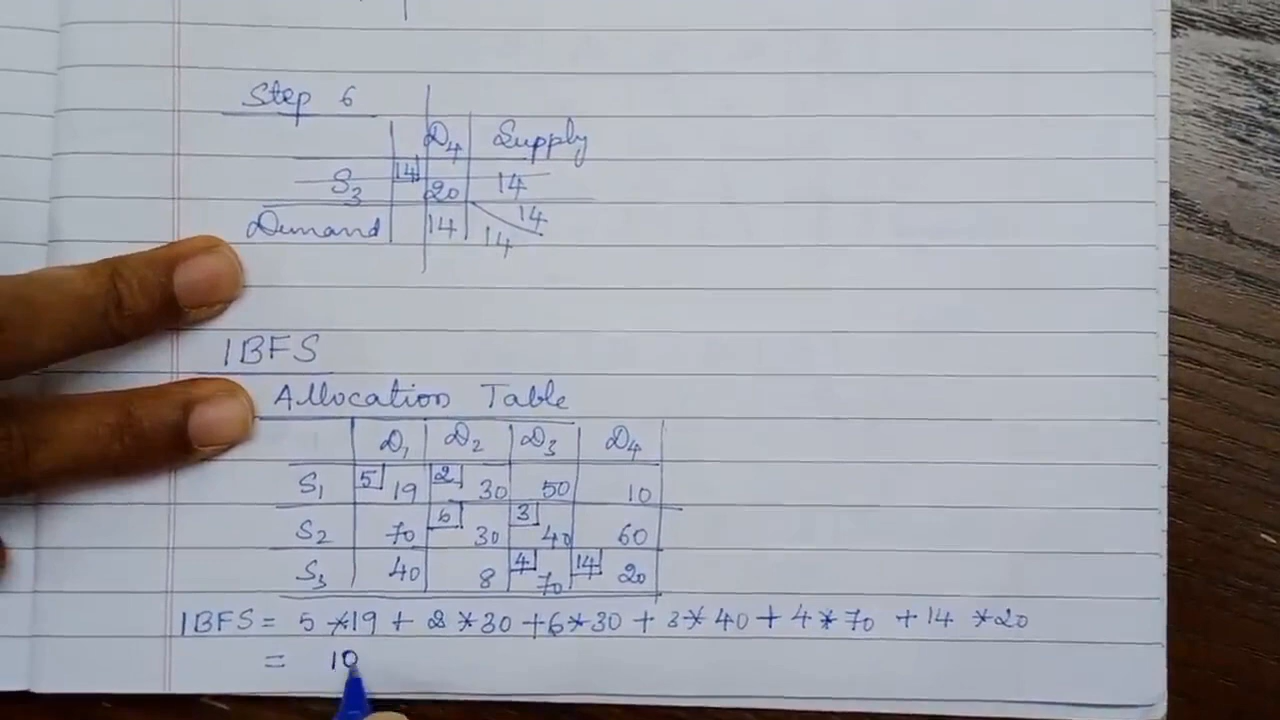 Step 6
D4 Supply
S3 14 20 14
Demand 14 14 14
IBFS
Allocation Table
D1 D2 D3 D4
S1 5 19 2 30 50 10
S2 70 6 30 3 40 60
S3 40 8 4 70 14 20
IBFS = 5 * 19 + 2 * 30 + 6 * 30 + 3 * 40 + 4 * 70 + 14 * 20
= 10